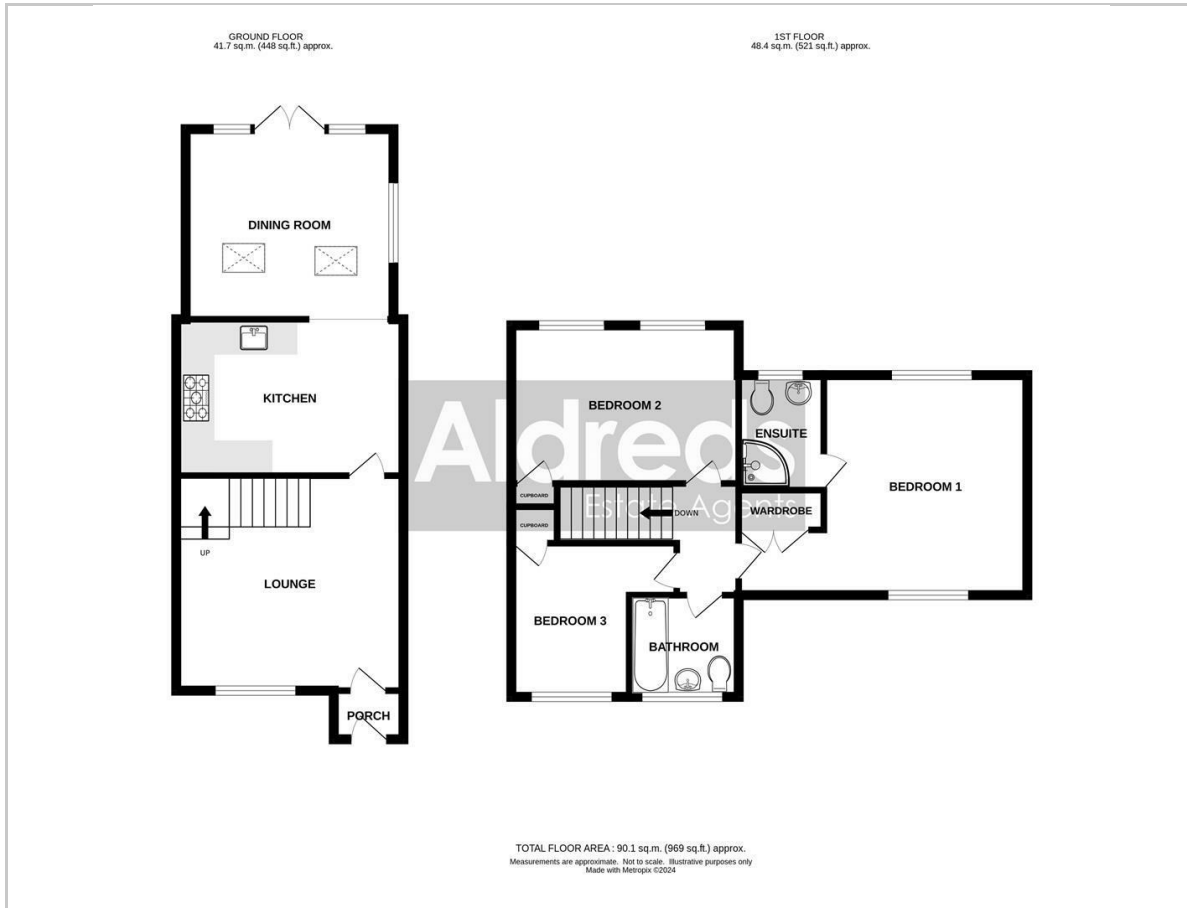 GROUND FLOOR
41.7 sq.m. (448 sq.ft.) approx.
1ST FLOOR
48.4 sq.m. (521 sq.ft.) approx.
DINING ROOM
KITCHEN
UP
LOUNGE
PORCH
BEDROOM 2
ENSUITE
BEDROOM 1
CUPBOARD
CUPBOARD
DOWN
WARDROBE
BEDROOM 3
BATHROOM
Aldreds
Estate Agents
TOTAL FLOOR AREA : 90.1 sq.m. (969 sq.ft.) approx.
Measurements are approximate. Not to scale. Illustrative purposes only
Made with Metropix ©2024